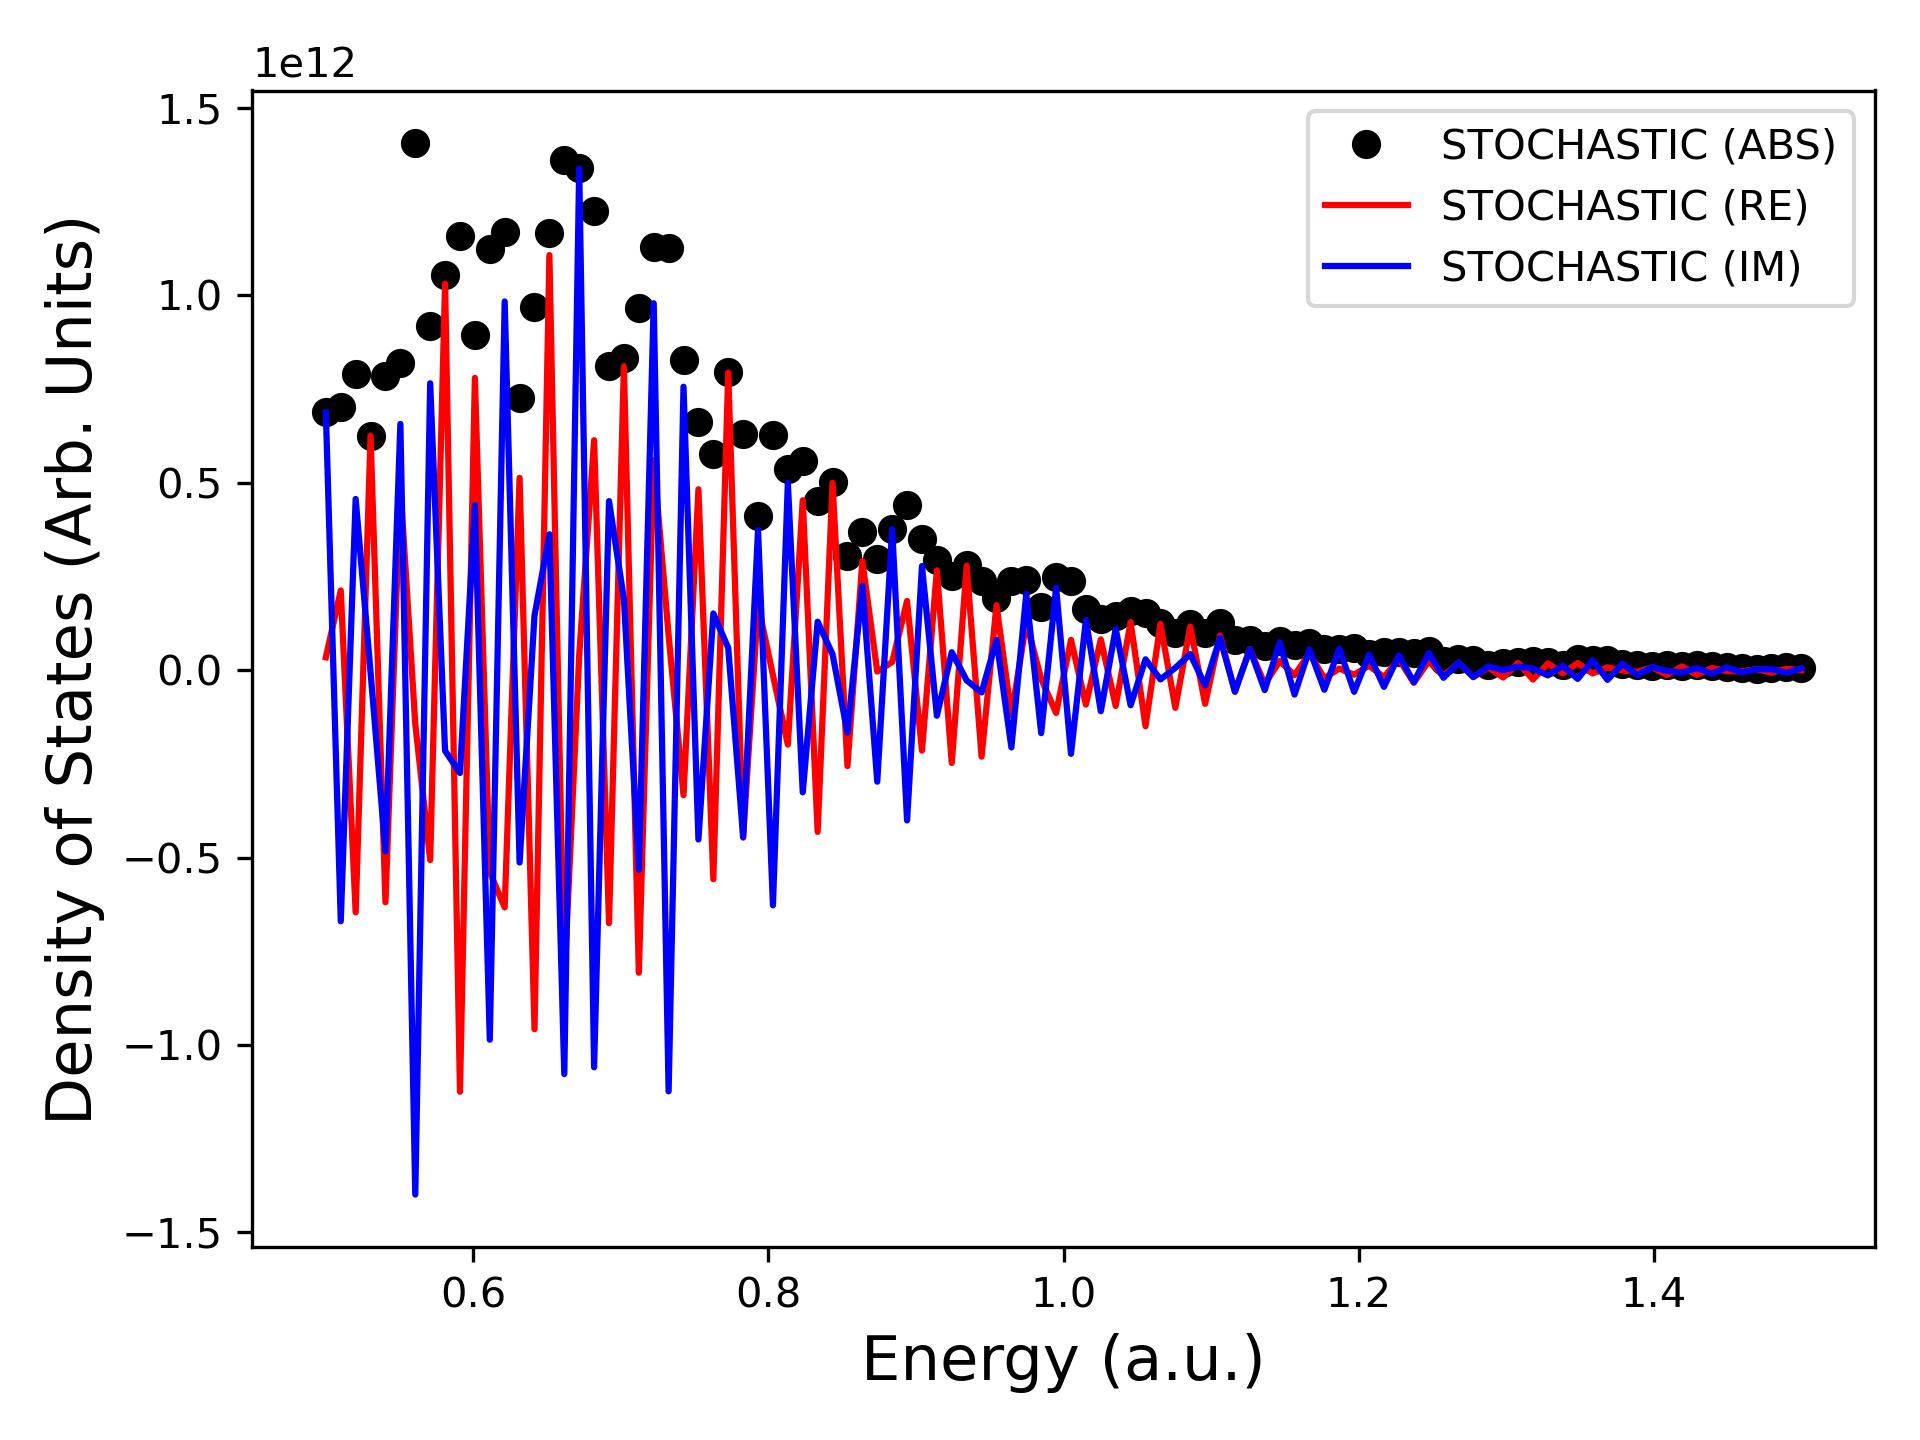 1e12
1.5
1.0
0.5
0.0
−0.5
−1.0
−1.5
Density of States (Arb. Units)
STOCHASTIC (ABS)
STOCHASTIC (RE)
STOCHASTIC (IM)
0.6 0.8 1.0 1.2 1.4
Energy (a.u.)